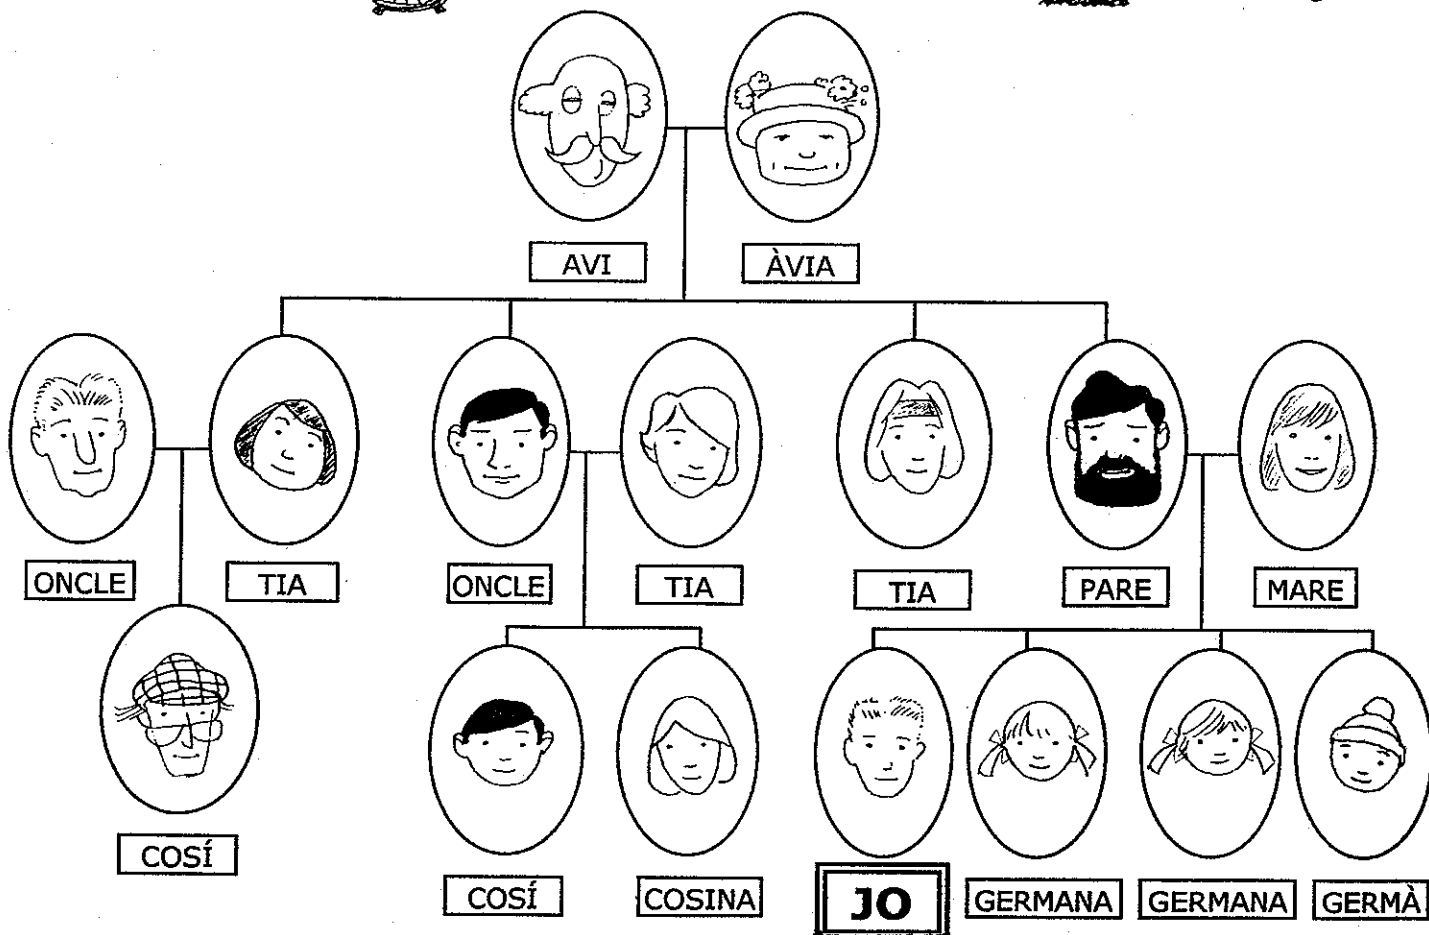 AVI
ÀVIA
ONCLE
TIA
ONCLE
TIA
TIA
PARE
MARE
COSÍ
COSÍ
COSINA
JO
GERMANA
GERMANA
GERMÀ